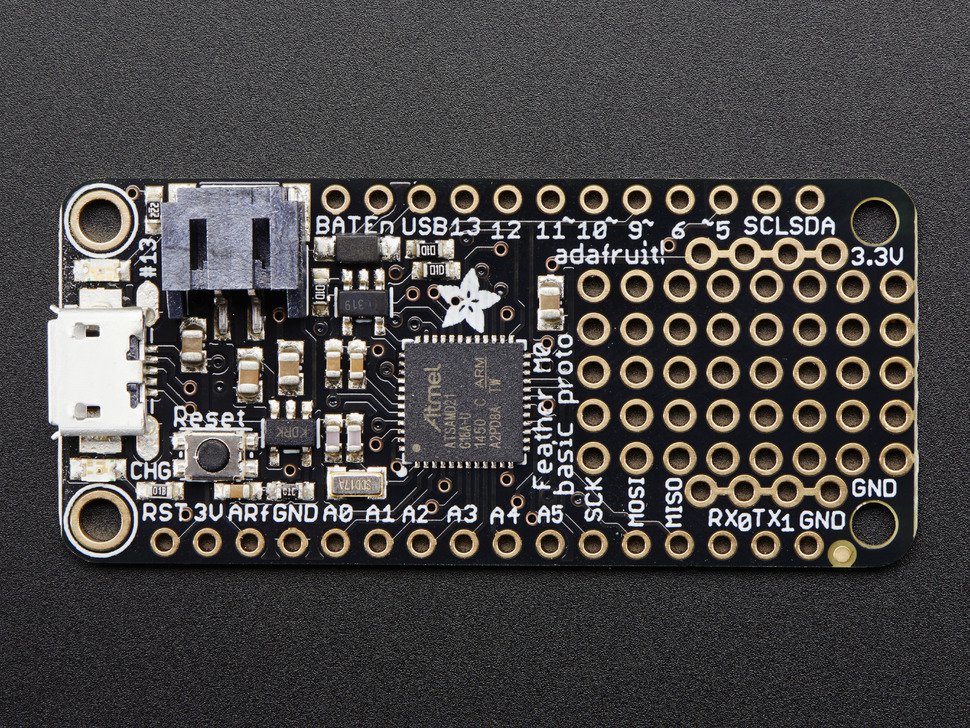 BAT En USB 13 12 11~ 10~ 9~ 6 ~5 SCL SDA
#13
adafruit!
3.3V
Feather M0
basic proto
Atmel
ARM
Reset
KDRK
CHG
GND
RST 3V ARf GND A0 A1 A2 A3 A4 A5 SCK MOSI MISO RX0 TX1 GND